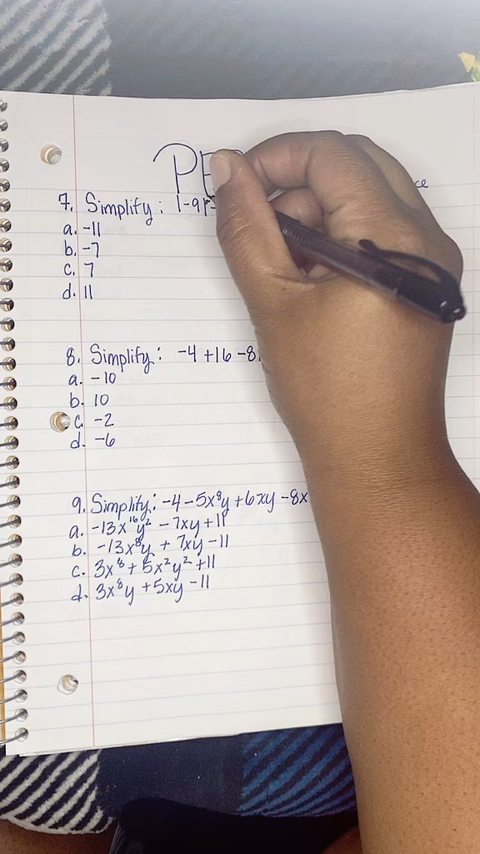 PE
ce
7. Simplify: |-9|-
a. -11
b. -7
c. 7
d. 11
8. Simplify: -4 +16 -8
a. -10
b. 10
c. -2
d. -6
9. Simplify: -4 -5x⁸y + 6xy -8x
a. -13x¹⁶y² - 7xy + 11
b. -13x⁸y + 7xy - 11
c. 3x⁸ + 5x²y² + 11
d. 3x⁸y + 5xy - 11